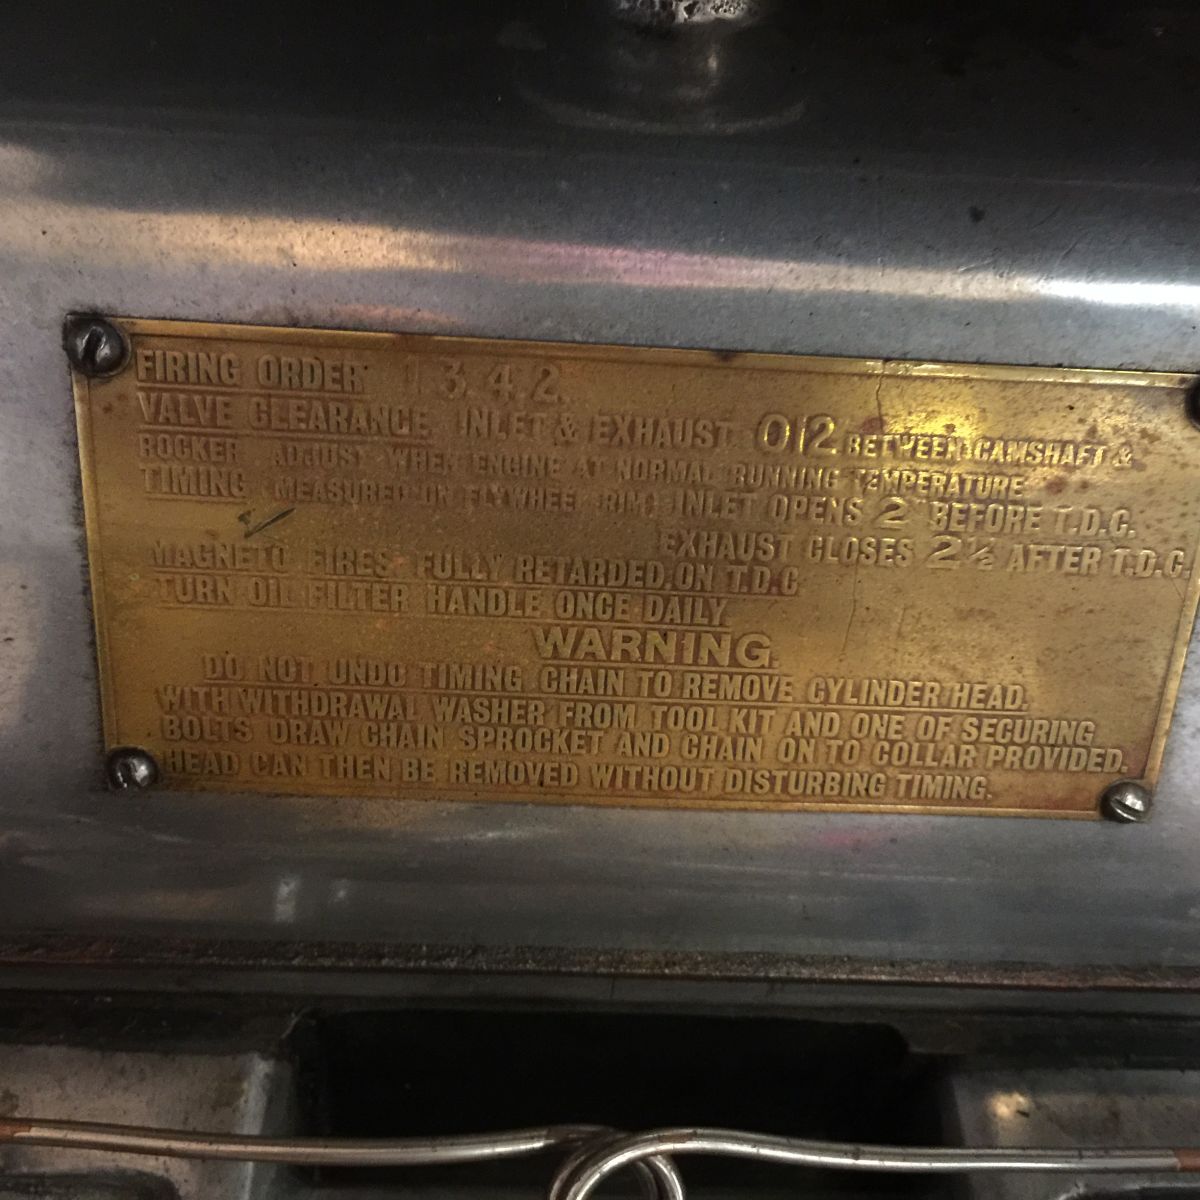 FIRING ORDER 1.3.4.2.
VALVE CLEARANCE INLET & EXHAUST 012 BETWEEN CAMSHAFT &
ROCKER ADJUST WHEN ENGINE AT NORMAL RUNNING TEMPERATURE
TIMING MEASURED ON FLYWHEEL RIM: INLET OPENS 2" BEFORE T.D.C.
EXHAUST CLOSES 2½ AFTER T.D.C.
MAGNETO FIRES FULLY RETARDED, ON T.D.C
TURN OIL FILTER HANDLE ONCE DAILY
WARNING.
DO NOT UNDO TIMING CHAIN TO REMOVE CYLINDER HEAD.
WITH WITHDRAWAL WASHER FROM TOOL KIT AND ONE OF SECURING
BOLTS DRAW CHAIN SPROCKET AND CHAIN ON TO COLLAR PROVIDED.
HEAD CAN THEN BE REMOVED WITHOUT DISTURBING TIMING.